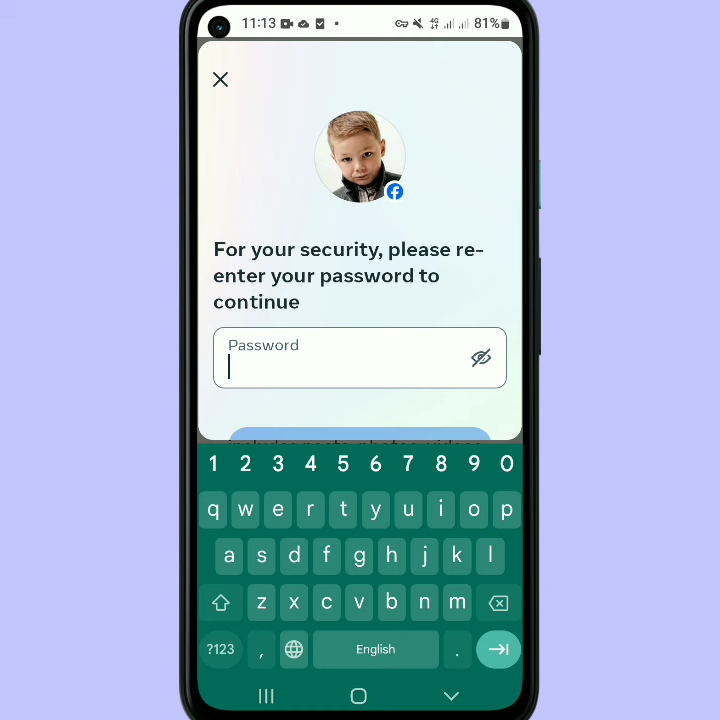 11:13 4G 81%
For your security, please re-
enter your password to
continue
Password
1 2 3 4 5 6 7 8 9 0
q w e r t y u i o p
a s d f g h j k l
z x c v b n m
?123 , English .